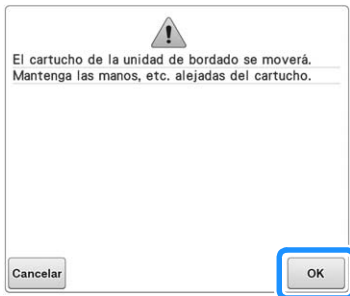 El cartucho de la unidad de bordado se moverá.
Mantenga las manos, etc. alejadas del cartucho.
Cancelar
OK